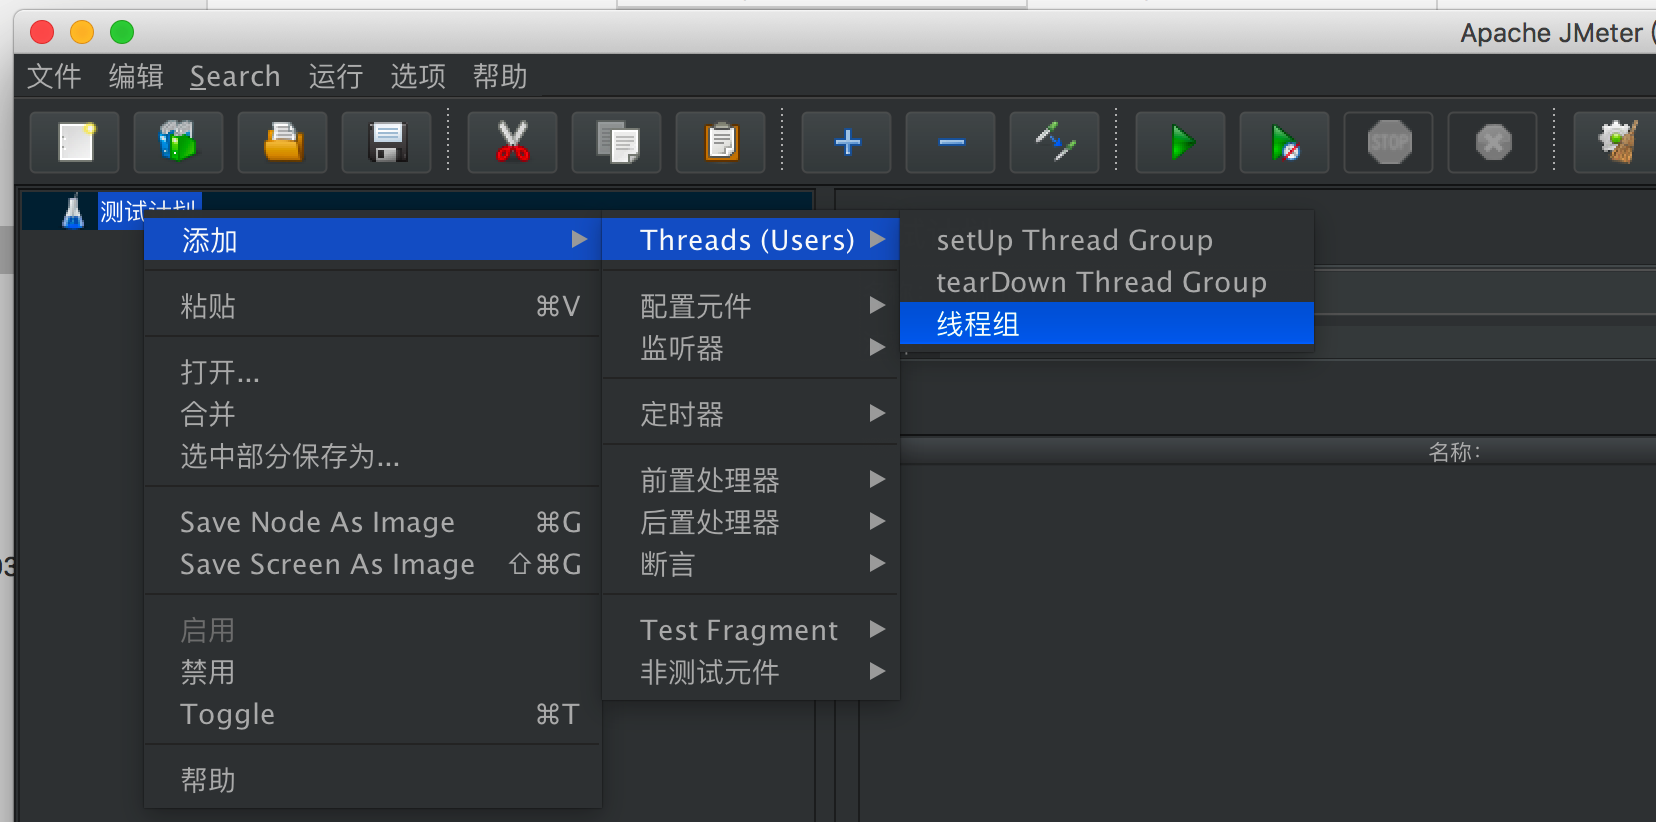 Apache JMeter (
文件 编辑 Search 运行 选项 帮助
STOP
测试计划
添加
粘贴 ⌘V
打开...
合并
选中部分保存为...
Save Node As Image ⌘G
Save Screen As Image ⇧⌘G
启用
禁用
Toggle ⌘T
帮助
Threads (Users)
配置元件
监听器
定时器
前置处理器
后置处理器
断言
Test Fragment
非测试元件
setUp Thread Group
tearDown Thread Group
线程组
名称: